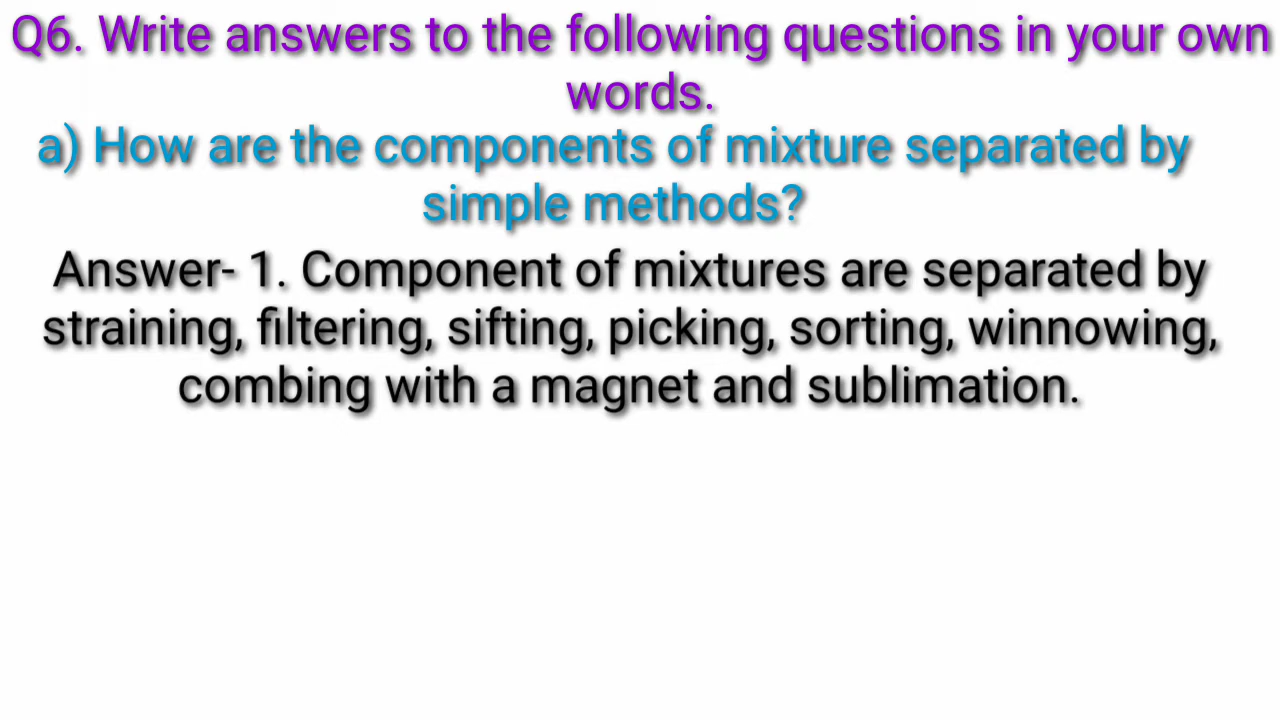 Q6. Write answers to the following questions in your own
words.
a) How are the components of mixture separated by
simple methods?
Answer- 1. Component of mixtures are separated by
straining, filtering, sifting, picking, sorting, winnowing,
combing with a magnet and sublimation.